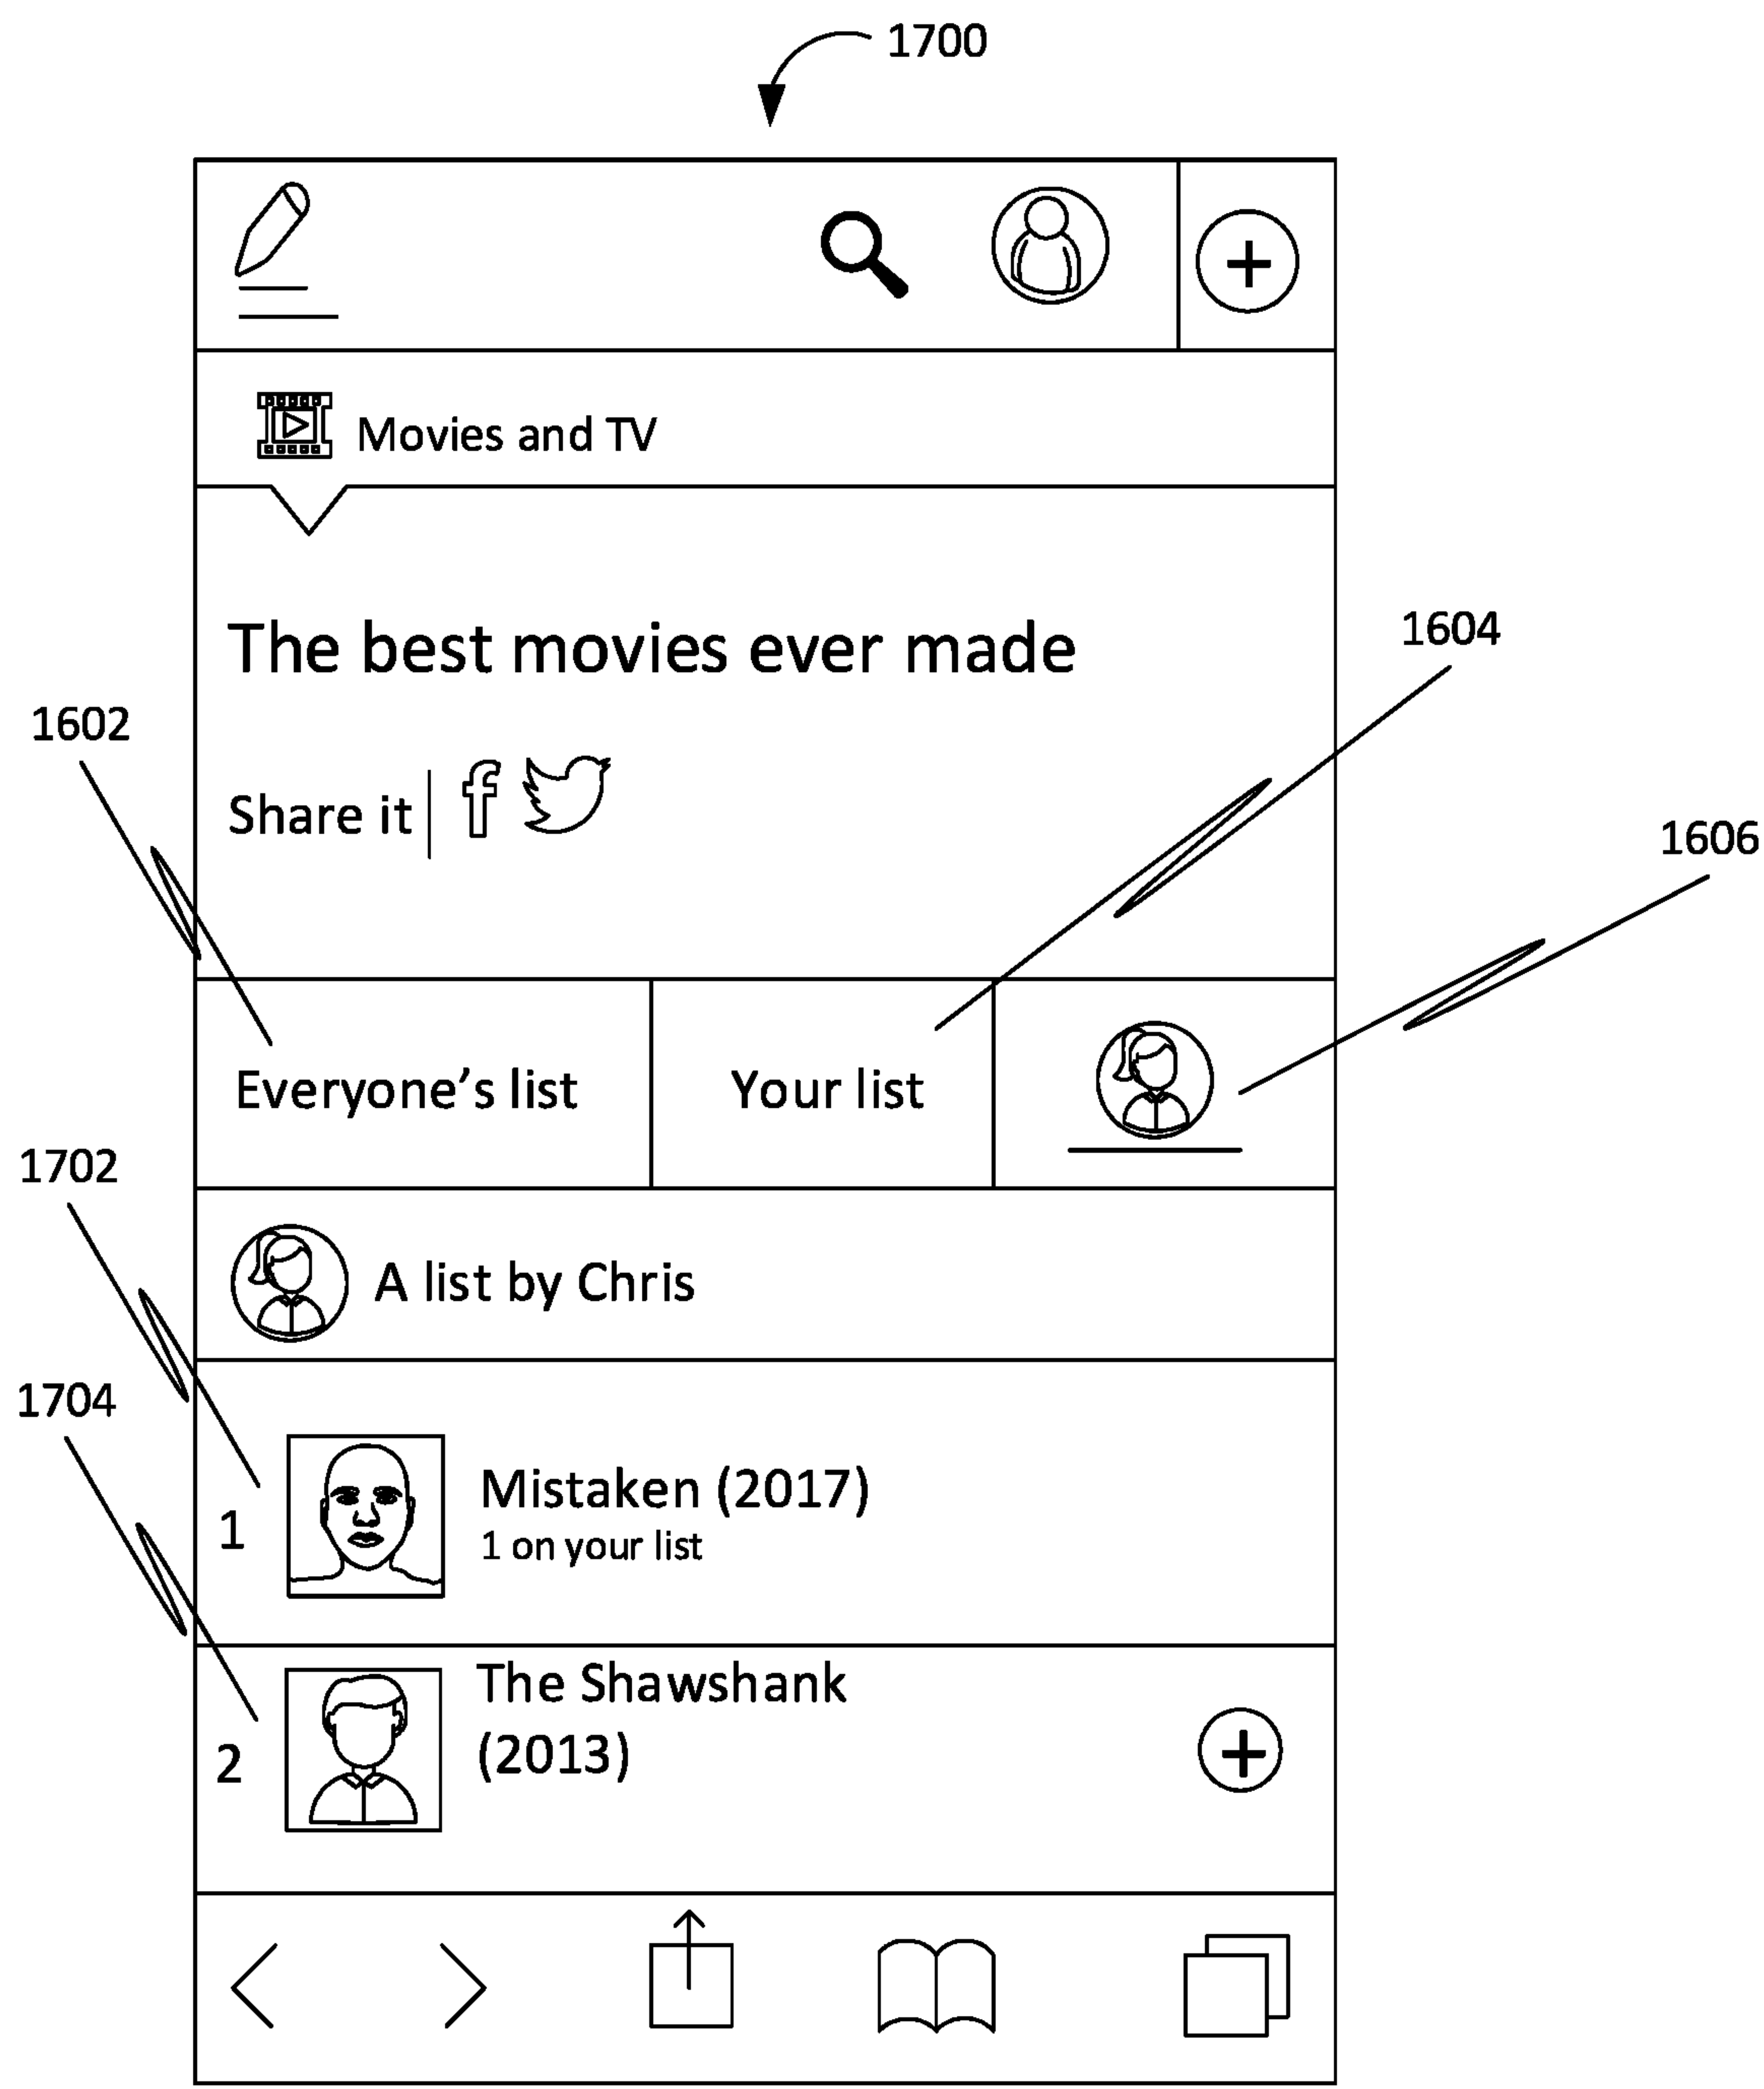 1700
Movies and TV
The best movies ever made
1604
1602
Share it
1606
Everyone's list
Your list
1702
A list by Chris
1704
1
Mistaken (2017)
1 on your list
2
The Shawshank
(2013)